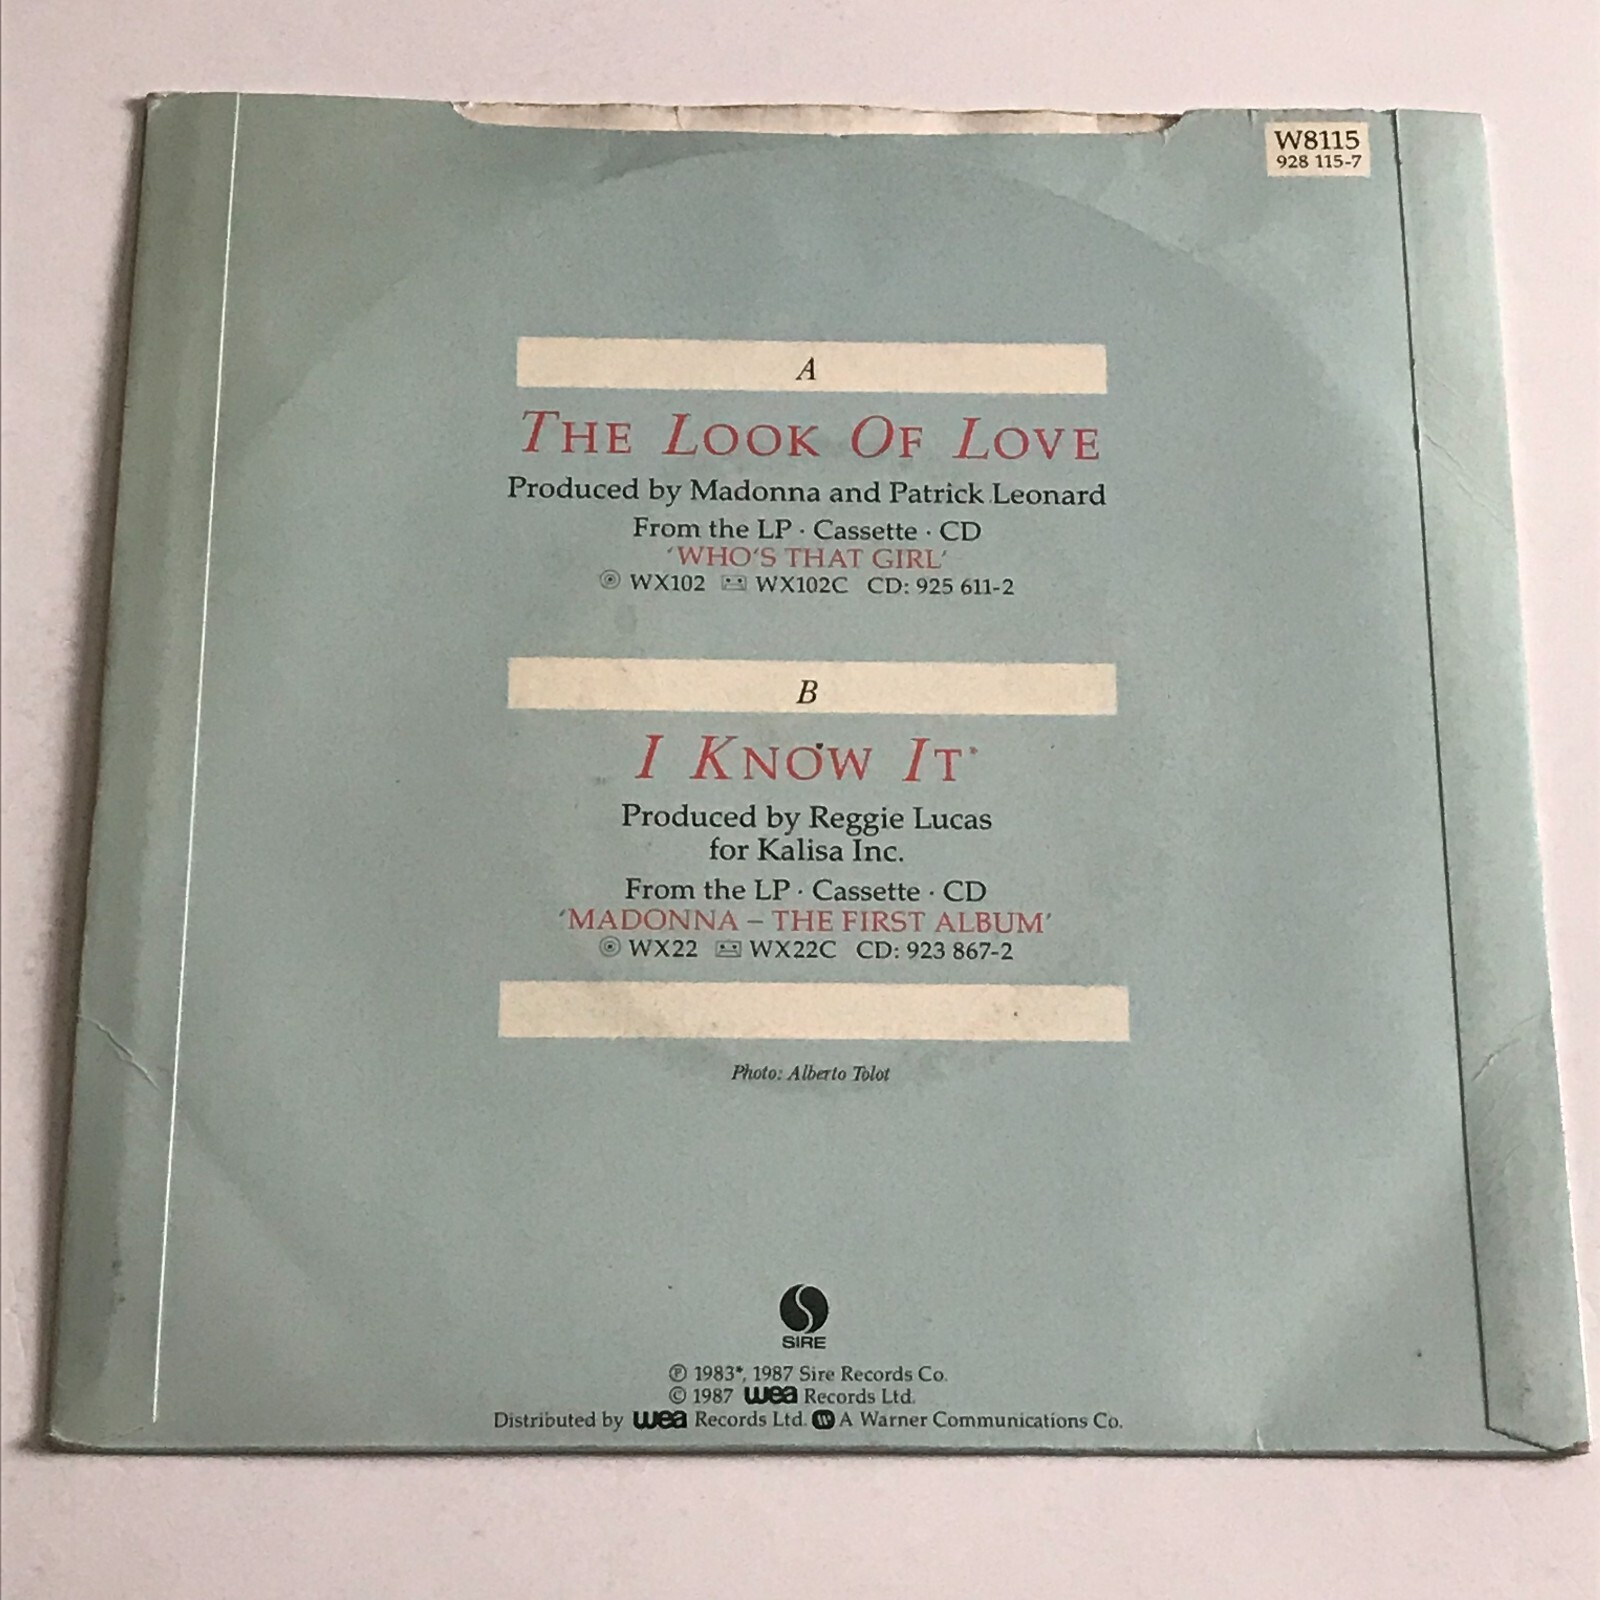 W8115
928 115-7
A
THE LOOK OF LOVE
Produced by Madonna and Patrick Leonard
From the LP · Cassette · CD
'WHO'S THAT GIRL'
WX102 WX102C CD: 925 611-2
B
I KNOW IT*
Produced by Reggie Lucas
for Kalisa Inc.
From the LP · Cassette · CD
'MADONNA – THE FIRST ALBUM'
WX22 WX22C CD: 923 867-2
Photo: Alberto Tolot
SIRE
℗ 1983*, 1987 Sire Records Co.
© 1987 wea Records Ltd.
Distributed by wea Records Ltd. W A Warner Communications Co.